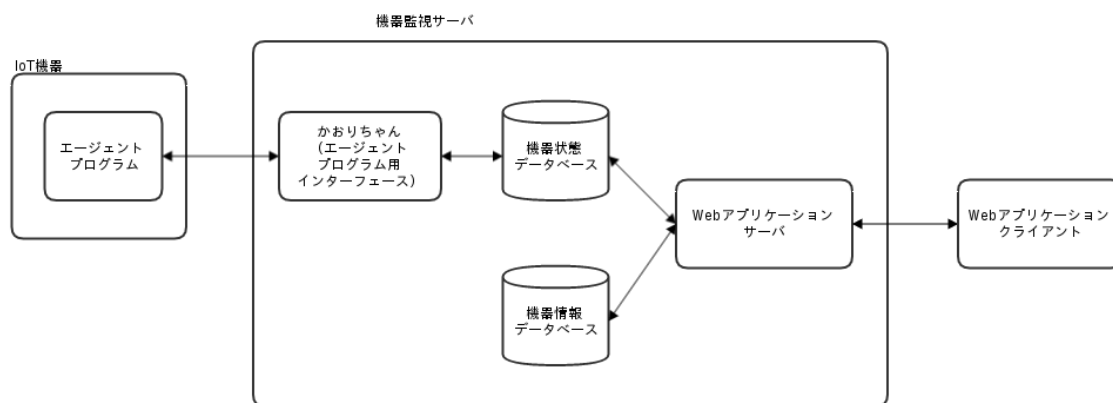 機器監視サーバ
IoT機器
エージェント
プログラム
かおりちゃん
(エージェント
プログラム用
インターフェース)
機器状態
データベース
機器情報
データベース
Webアプリケーション
サーバ
Webアプリケーション
クライアント